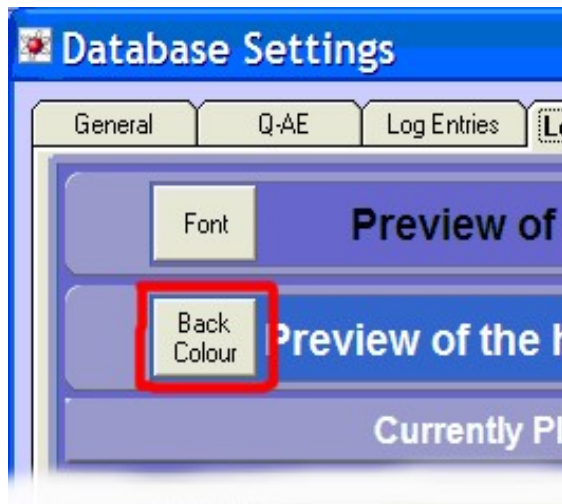 Database Settings
General Q-AE Log Entries
Font Preview of
Back
Colour
Preview of the
Currently